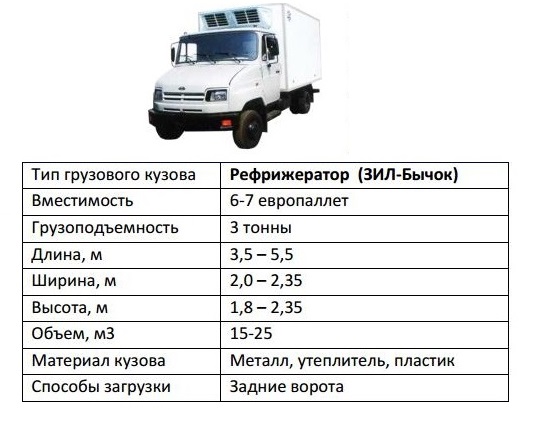 Тип грузового кузова Рефрижератор (ЗИЛ-Бычок)
Вместимость 6-7 европаллет
Грузоподъемность 3 тонны
Длина, м 3,5 – 5,5
Ширина, м 2,0 – 2,35
Высота, м 1,8 – 2,35
Объем, м3 15-25
Материал кузова Металл, утеплитель, пластик
Способы загрузки Задние ворота